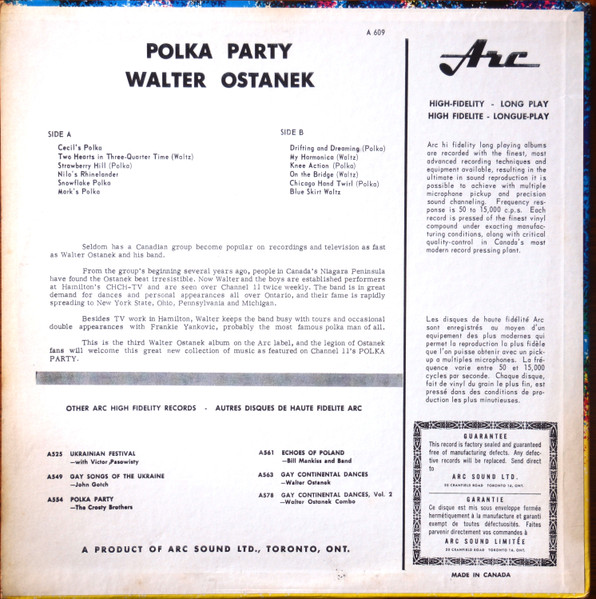 A 609
POLKA PARTY
WALTER OSTANEK
SIDE A
Cecil's Polka
Two Hearts in Three-Quarter Time (Waltz)
Strawberry Hill (Polka)
Nilo's Rhinelander
Snowflake Polka
Mark's Polka
SIDE B
Drifting and Dreaming (Polka)
My Harmonica (Waltz)
Knee Action (Polka)
On the Bridge (Waltz)
Chicago Hand Twirl (Polka)
Blue Skirt Waltz
Seldom has a Canadian group become popular on recordings and television as fast
as Walter Ostanek and his band.
From the group's beginning several years ago, people in Canada's Niagara Peninsula
have found the Ostanek beat irresistible. Now Walter and the boys are established performers
at Hamilton's CHCH-TV and are seen over Channel 11 twice weekly. The band is in great
demand for dances and personal appearances all over Ontario, and their fame is rapidly
spreading to New York State, Ohio, Pennsylvania and Michigan.
Besides TV work in Hamilton, Walter keeps the band busy with tours and occasional
double appearances with Frankie Yankovic, probably the most famous polka man of all.
This is the third Walter Ostanek album on the Arc label, and the legion of Ostanek
fans will welcome this great new collection of music as featured on Channel 11's POLKA
PARTY.
OTHER ARC HIGH FIDELITY RECORDS - AUTRES DISQUES DE HAUTE FIDELITE ARC
A525 UKRAINIAN FESTIVAL
—with Victor Pasowisty
A549 GAY SONGS OF THE UKRAINE
—John Gotch
A554 POLKA PARTY
—The Crosty Brothers
A561 ECHOES OF POLAND
—Bill Mankiss and Band
A563 GAY CONTINENTAL DANCES
—Walter Ostanek
A578 GAY CONTINENTAL DANCES, Vol. 2
—Walter Ostanek Combo
A PRODUCT OF ARC SOUND LTD., TORONTO, ONT.
Arc
HIGH-FIDELITY - LONG PLAY
HIGH FIDELITE - LONGUE-PLAY
Arc hi fidelity long playing albums
are recorded with the finest, most
advanced recording techniques and
equipment available, resulting in the
ultimate in sound reproduction it is
possible to achieve with multiple
microphone pickup and precision
sound channeling. Frequency res-
ponse is 50 to 15,000 c.p.s. Each
record is pressed of the finest vinyl
compound under exacting manufac-
turing conditions, along with critical
quality-control in Canada's most
modern record pressing plant.
Les disques de haute fidélité Arc
sont enregistrés au moyen d'un
equipement des plus modernes qui
permet la reproduction la plus fidèle
que l'on puisse obtenir avec un pick-
up a multiples microphones. La fré-
quence varie entre 50 et 15,000
cycles par seconde. Chaque disque,
fait de vinyl du grain le plus fin, est
pressé dans des conditions de pro-
duction les plus minutieuses.
GUARANTEE
This record is factory sealed and guaranteed
free of manufacturing defects. Any defec-
tive records will be replaced. Send direct
to
ARC SOUND LTD.
20 CRANFIELD ROAD TORONTO 16, ONT.
GARANTIE
Ce disque est mis sous enveloppe fermée
hermétiquement à la manufacture et garanti
exempt de toutes défectuosités. Faites
parvenir directement vos commandes à
ARC SOUND LIMITÉE
20 CRANFIELD ROAD TORONTO 16, ONT.
MADE IN CANADA